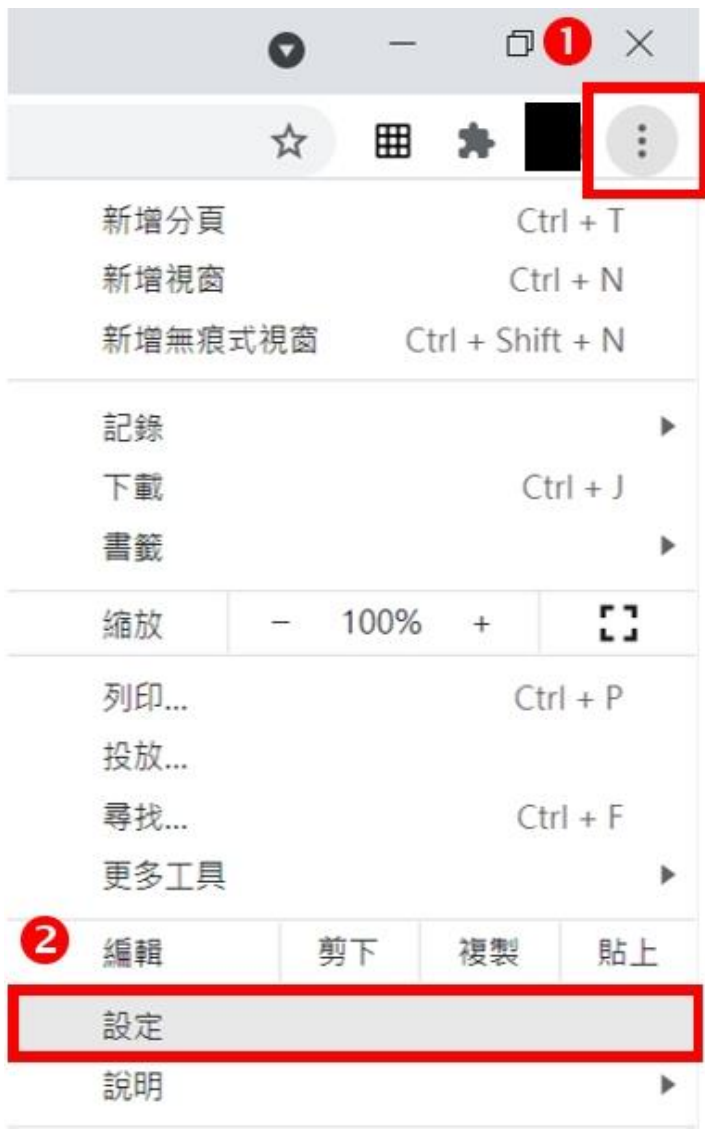 1
新增分頁 Ctrl + T
新增視窗 Ctrl + N
新增無痕式視窗 Ctrl + Shift + N
記錄
下載 Ctrl + J
書籤
縮放 − 100% +
列印... Ctrl + P
投放...
尋找... Ctrl + F
更多工具
2 編輯 剪下 複製 貼上
設定
說明